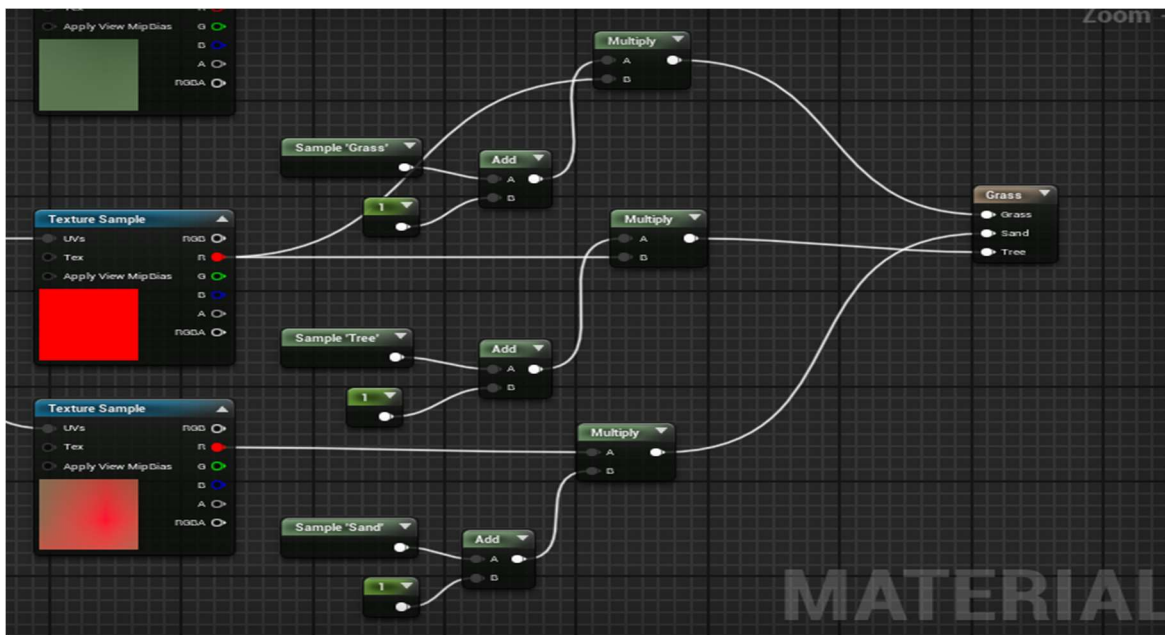 Zoom
Tex
R
Apply View MipBias
G
B
A
RGBA
Multiply
A
B
Sample 'Grass'
Add
A
B
1
Texture Sample
UVs
RGB
Tex
R
Apply View MipBias
G
B
A
RGBA
Multiply
A
B
Grass
Grass
Sand
Tree
Sample 'Tree'
Add
A
B
1
Texture Sample
UVs
RGB
Tex
R
Apply View MipBias
G
B
A
RGBA
Multiply
A
B
Sample 'Sand'
Add
A
B
1
MATERIAL